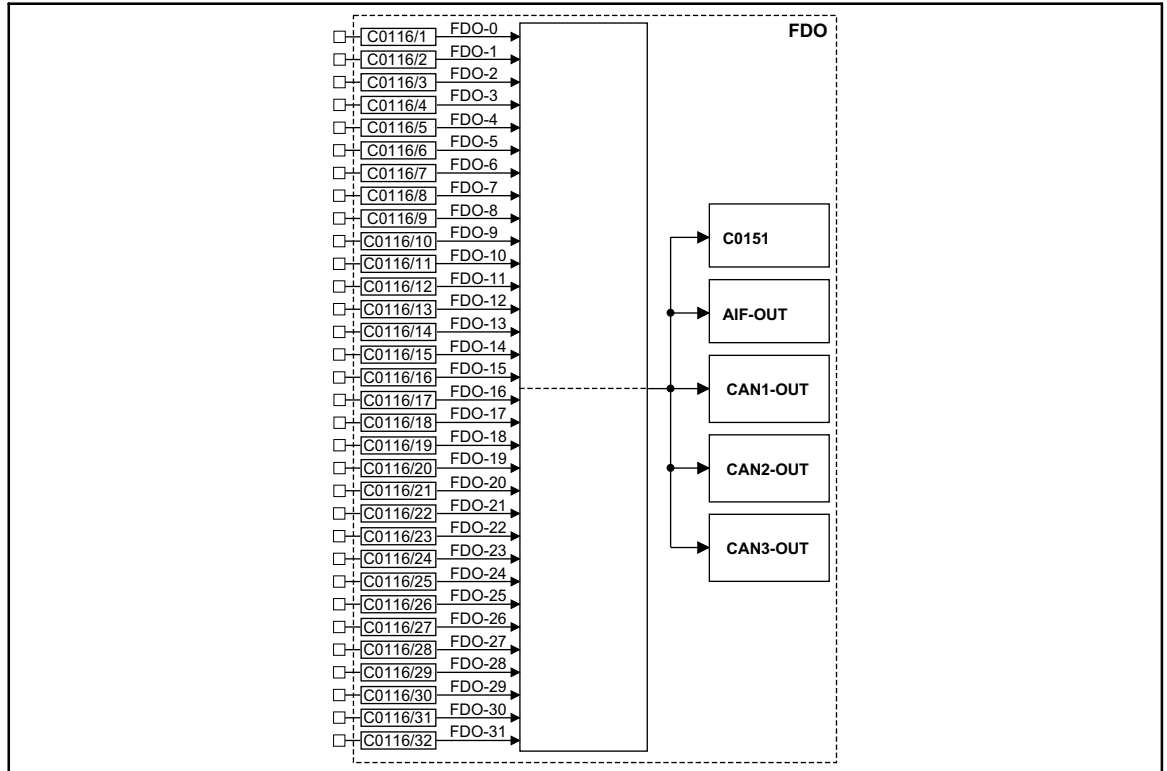 FDO
C0116/1 FDO-0
C0116/2 FDO-1
C0116/3 FDO-2
C0116/4 FDO-3
C0116/5 FDO-4
C0116/6 FDO-5
C0116/7 FDO-6
C0116/8 FDO-7
C0116/9 FDO-8
C0116/10 FDO-9
C0116/11 FDO-10
C0116/12 FDO-11
C0116/13 FDO-12
C0116/14 FDO-13
C0116/15 FDO-14
C0116/16 FDO-15
C0116/17 FDO-16
C0116/18 FDO-17
C0116/19 FDO-18
C0116/20 FDO-19
C0116/21 FDO-20
C0116/22 FDO-21
C0116/23 FDO-22
C0116/24 FDO-23
C0116/25 FDO-24
C0116/26 FDO-25
C0116/27 FDO-26
C0116/28 FDO-27
C0116/29 FDO-28
C0116/30 FDO-29
C0116/31 FDO-30
C0116/32 FDO-31
C0151
AIF-OUT
CAN1-OUT
CAN2-OUT
CAN3-OUT